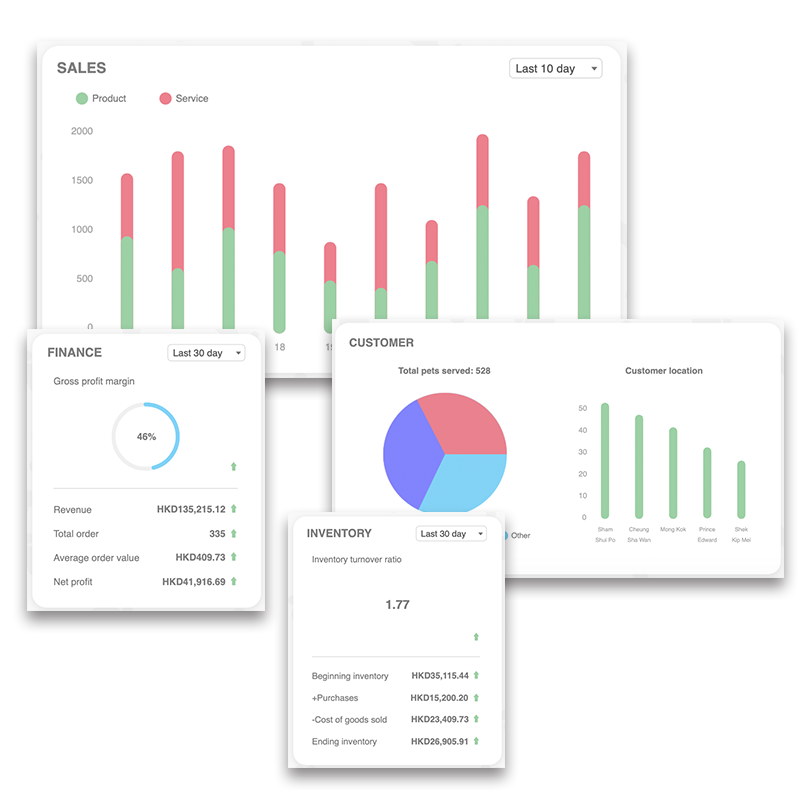 SALES
Last 10 day
Product
Service
2000
1500
1000
500
0
18
FINANCE
Last 30 day
Gross profit margin
46%
Revenue HKD135,215.12
Total order 335
Average order value HKD409.73
Net profit HKD41,916.69
CUSTOMER
Total pets served: 528
Other
Customer location
50
40
30
20
10
0
Sham Cheung Mong Kok Prince Shek
Shui Po Sha Wan Edward Kip Mei
INVENTORY
Last 30 day
Inventory turnover ratio
1.77
Beginning inventory HKD35,115.44
+Purchases HKD15,200.20
-Cost of goods sold HKD23,409.73
Ending inventory HKD26,905.91